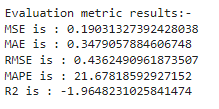 Evaluation metric results:-
MSE is : 0.19031327392428038
MAE is : 0.3479057884606748
RMSE is : 0.4362490961873507
MAPE is : 21.67818592927152
R2 is : -1.9648231025841474